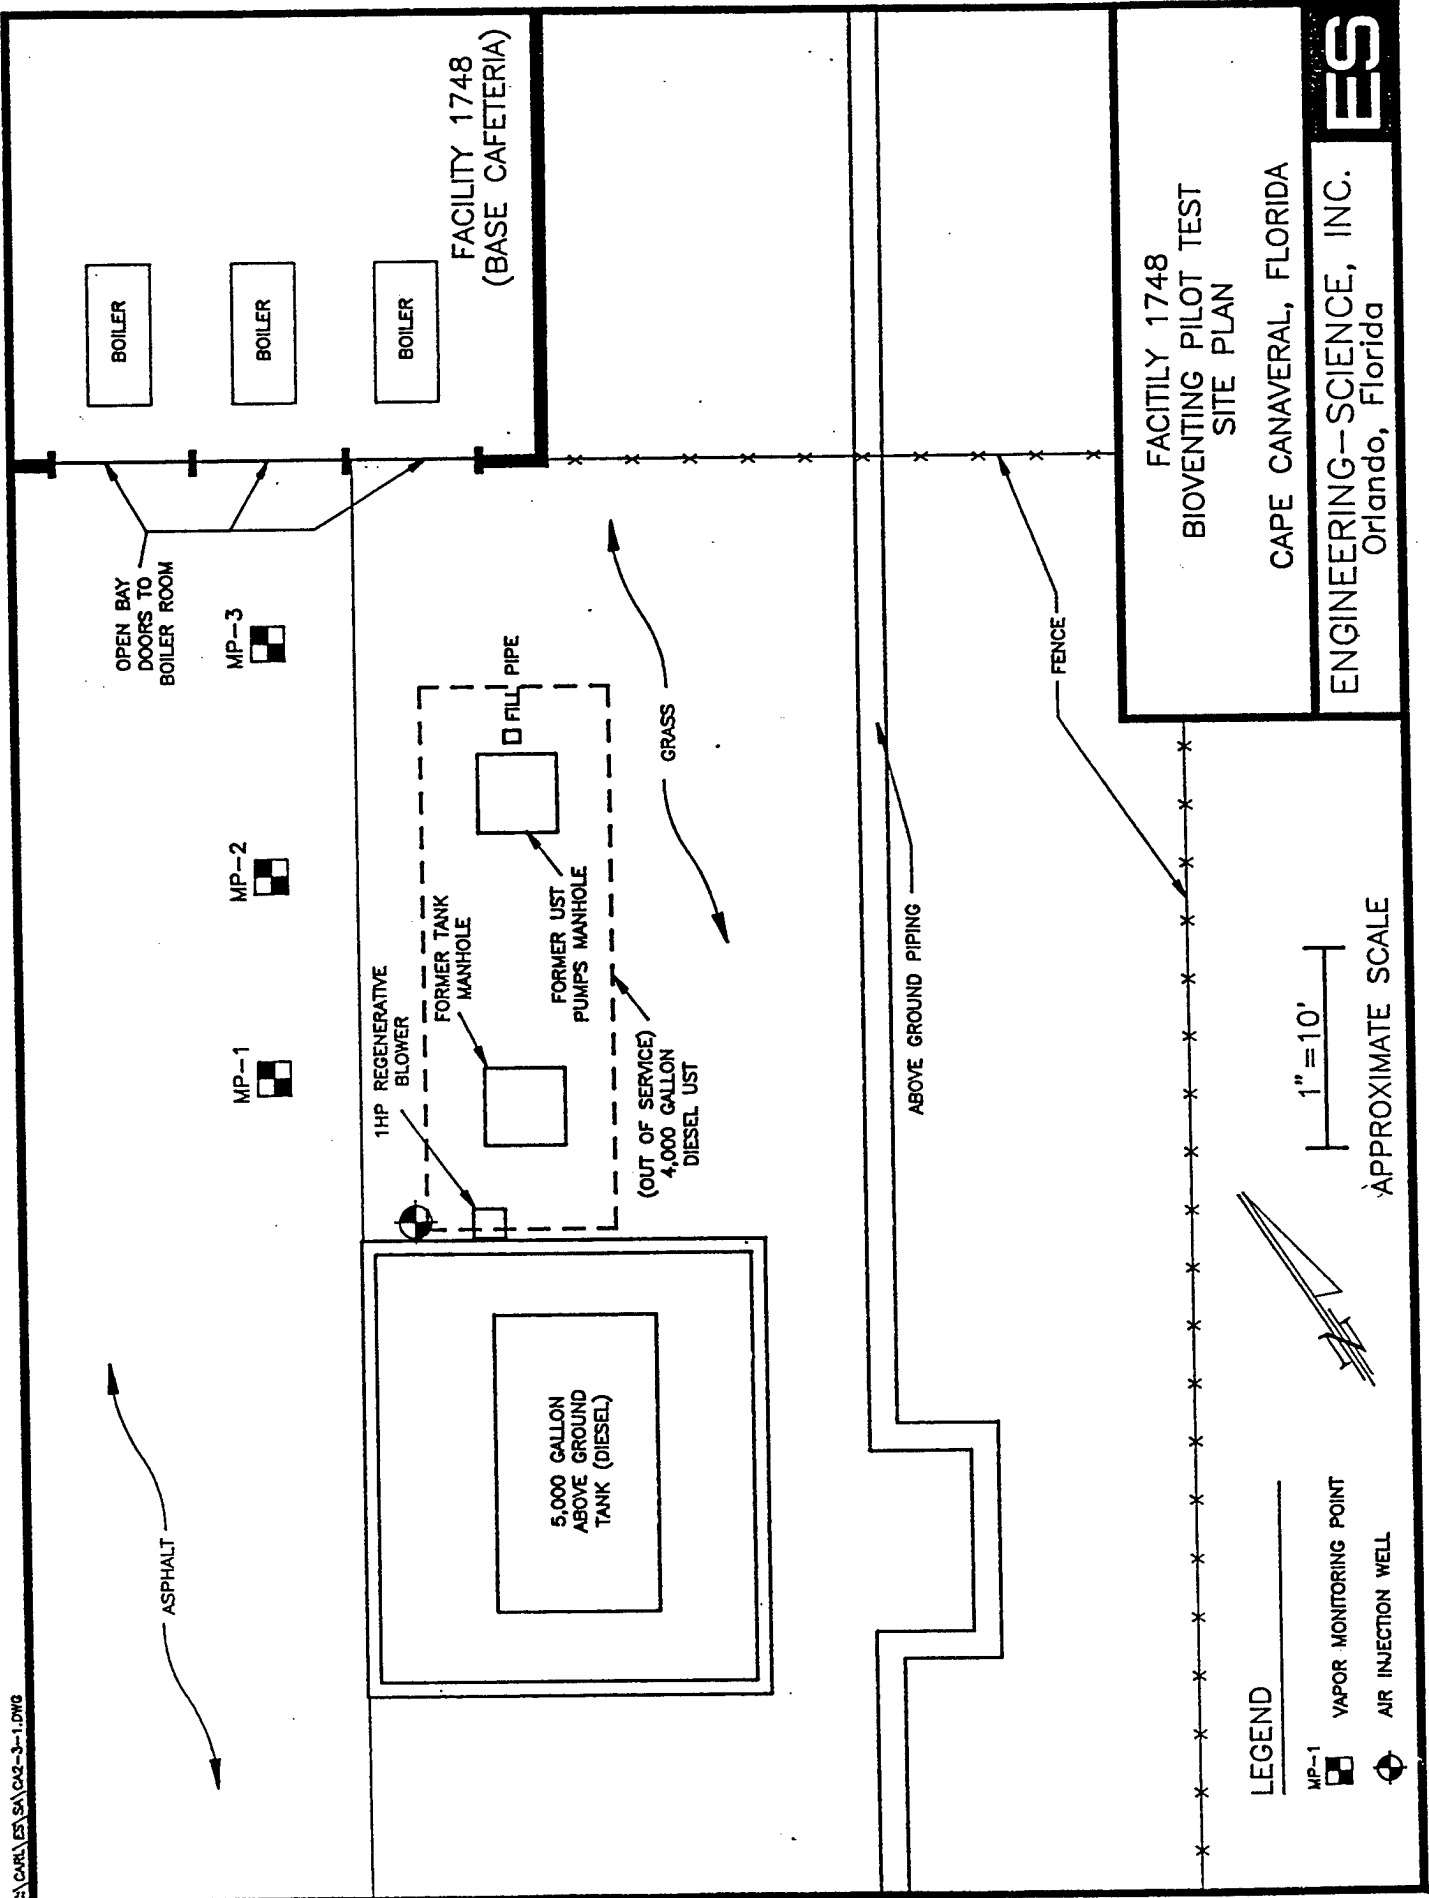 BOILER
BOILER
BOILER
FACILITY 1748
(BASE CAFETERIA)
OPEN BAY
DOORS TO
BOILER ROOM
MP-3
MP-2
MP-1
FILL PIPE
FORMER UST
PUMPS MANHOLE
FORMER TANK
MANHOLE
1HP REGENERATIVE
BLOWER
(OUT OF SERVICE)
4,000 GALLON
DIESEL UST
GRASS
ASPHALT
5,000 GALLON
ABOVE GROUND
TANK (DIESEL)
ABOVE GROUND PIPING
FENCE
LEGEND
MP-1
VAPOR MONITORING POINT
AIR INJECTION WELL
N
1"=10'
APPROXIMATE SCALE
FACITILY 1748
BIOVENTING PILOT TEST
SITE PLAN
CAPE CANAVERAL, FLORIDA
ENGINEERING-SCIENCE, INC.
Orlando, Florida
ES
\CARL\ES\SA\CA2-3-1.DWG